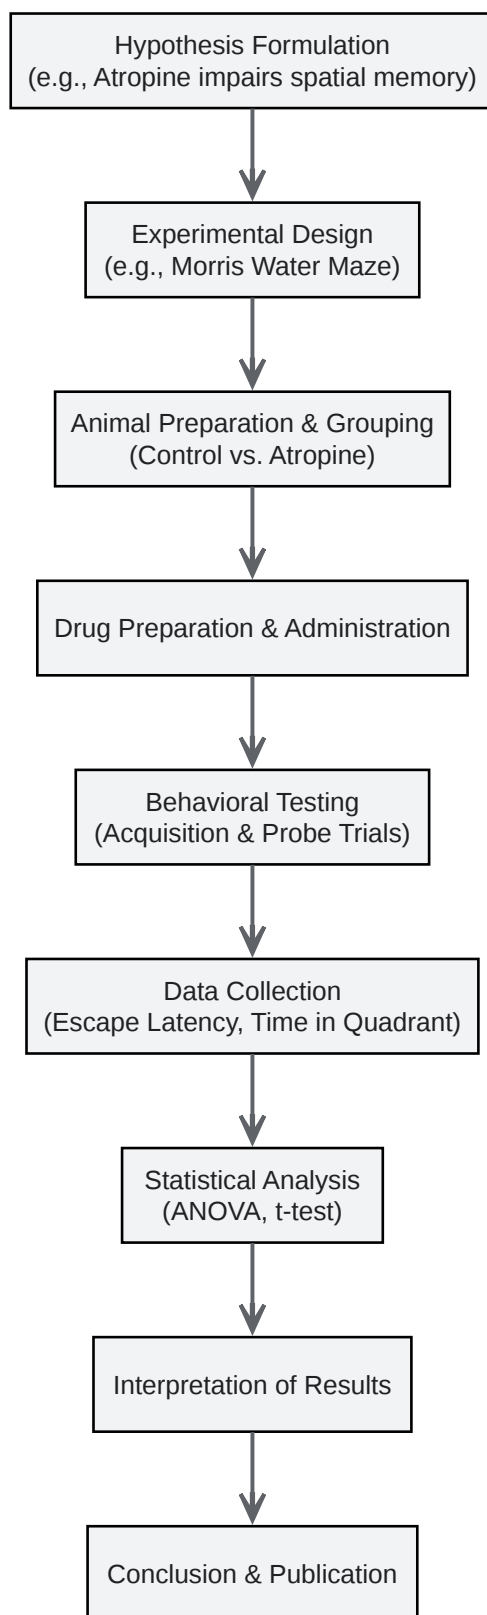 Hypothesis Formulation
(e.g., Atropine impairs spatial memory)
Experimental Design
(e.g., Morris Water Maze)
Animal Preparation & Grouping
(Control vs. Atropine)
Drug Preparation & Administration
Behavioral Testing
(Acquisition & Probe Trials)
Data Collection
(Escape Latency, Time in Quadrant)
Statistical Analysis
(ANOVA, t-test)
Interpretation of Results
Conclusion & Publication